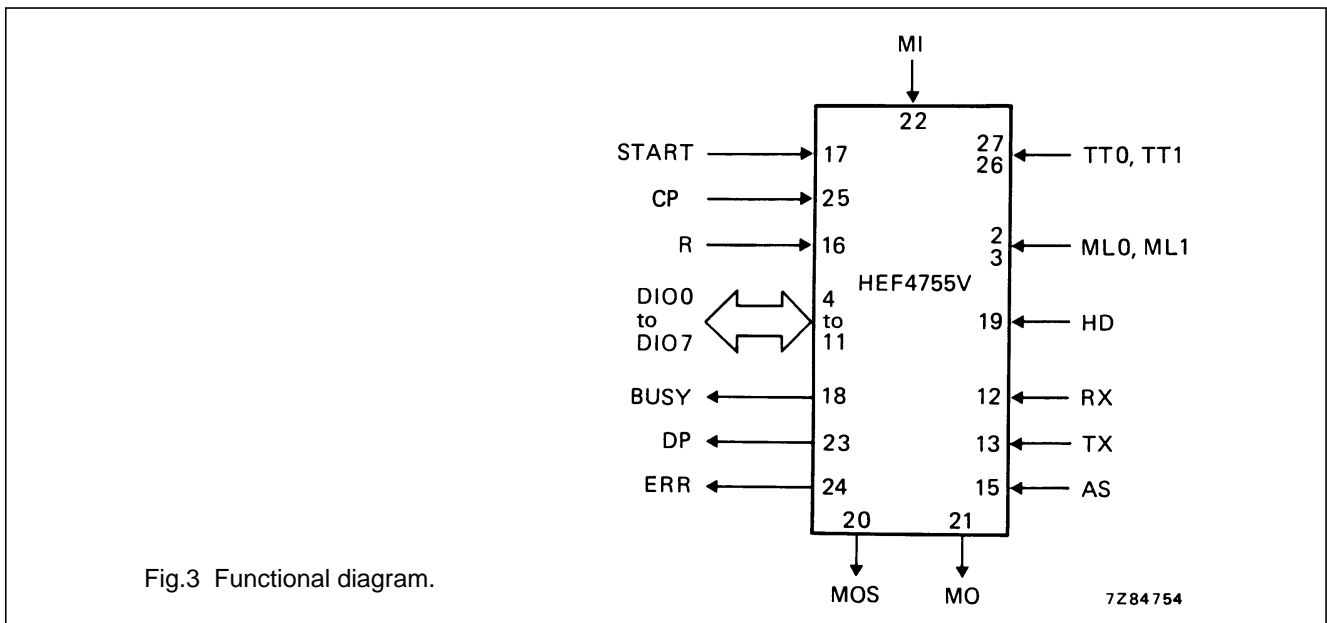 MI
22
START 17 27 TT0, TT1
26
CP 25
R 16 2 ML0, ML1
3
HEF4755V
DIO0 4
to to 19 HD
DIO7 11
BUSY 18 12 RX
DP 23 13 TX
ERR 24 15 AS
20 21
MOS MO
Fig.3 Functional diagram.
7Z84754